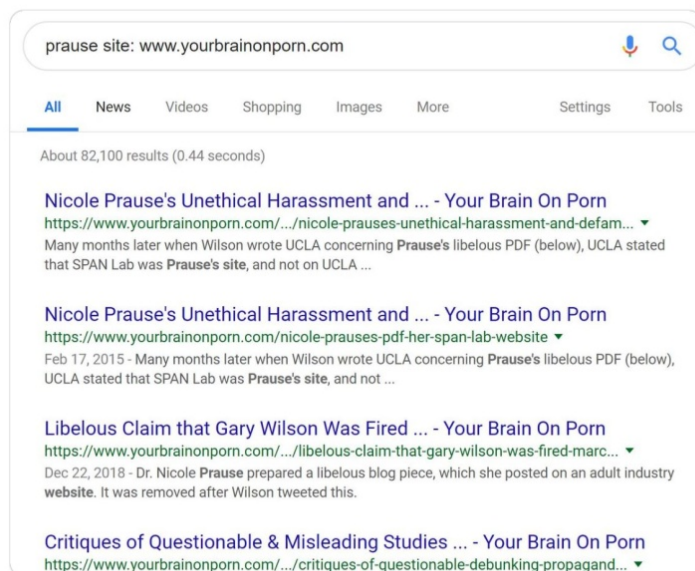 prause site: www.yourbrainonporn.com
All News Videos Shopping Images More Settings Tools
About 82,100 results (0.44 seconds)
Nicole Prause's Unethical Harassment and ... - Your Brain On Porn
https://www.yourbrainonporn.com/.../nicole-prauses-unethical-harassment-and-defam...
Many months later when Wilson wrote UCLA concerning Prause's libelous PDF (below), UCLA stated
that SPAN Lab was Prause's site, and not on UCLA ...
Nicole Prause's Unethical Harassment and ... - Your Brain On Porn
https://www.yourbrainonporn.com/nicole-prauses-pdf-her-span-lab-website
Feb 17, 2015 - Many months later when Wilson wrote UCLA concerning Prause's libelous PDF (below),
UCLA stated that SPAN Lab was Prause's site, and not ...
Libelous Claim that Gary Wilson Was Fired ... - Your Brain On Porn
https://www.yourbrainonporn.com/.../libelous-claim-that-gary-wilson-was-fired-marc...
Dec 22, 2018 - Dr. Nicole Prause prepared a libelous blog piece, which she posted on an adult industry
website. It was removed after Wilson tweeted this.
Critiques of Questionable & Misleading Studies ... - Your Brain On Porn
https://www.yourbrainonporn.com/.../critiques-of-questionable-debunking-propagand...